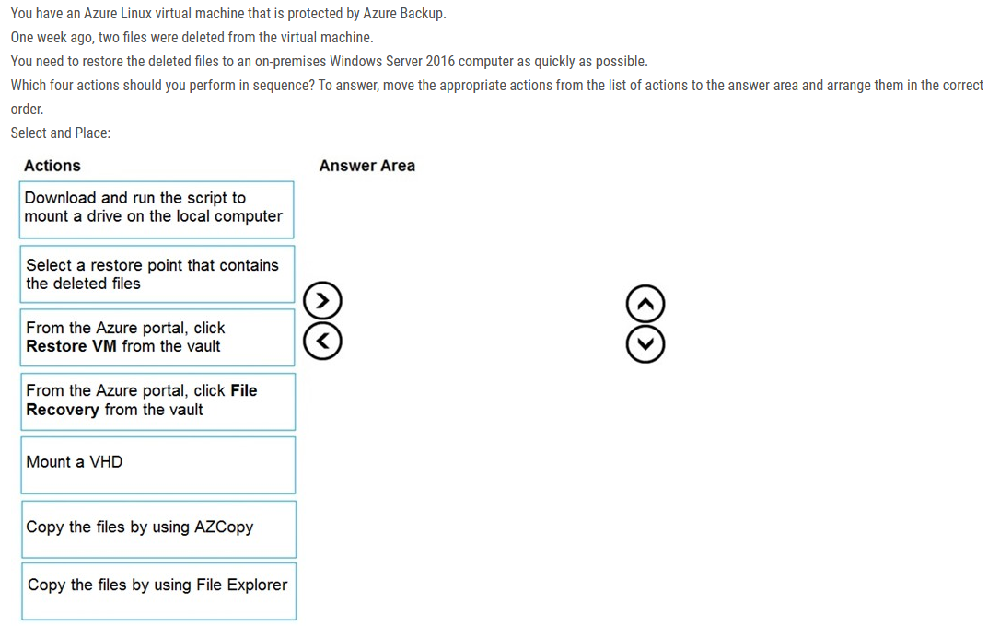 You have an Azure Linux virtual machine that is protected by Azure Backup.
One week ago, two files were deleted from the virtual machine.
You need to restore the deleted files to an on-premises Windows Server 2016 computer as quickly as possible.
Which four actions should you perform in sequence? To answer, move the appropriate actions from the list of actions to the answer area and arrange them in the correct
order.
Select and Place:
Actions
Answer Area
Download and run the script to
mount a drive on the local computer
Select a restore point that contains
the deleted files
From the Azure portal, click
Restore VM from the vault
From the Azure portal, click File
Recovery from the vault
Mount a VHD
Copy the files by using AZCopy
Copy the files by using File Explorer